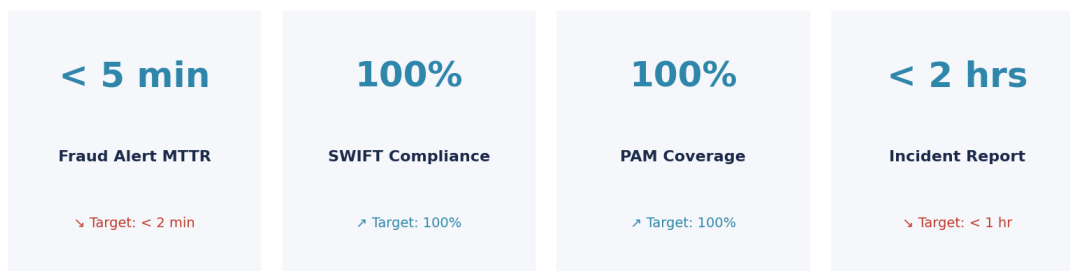 < 5 min
Fraud Alert MTTR
↘ Target: < 2 min
100%
SWIFT Compliance
↗ Target: 100%
100%
PAM Coverage
↗ Target: 100%
< 2 hrs
Incident Report
↘ Target: < 1 hr